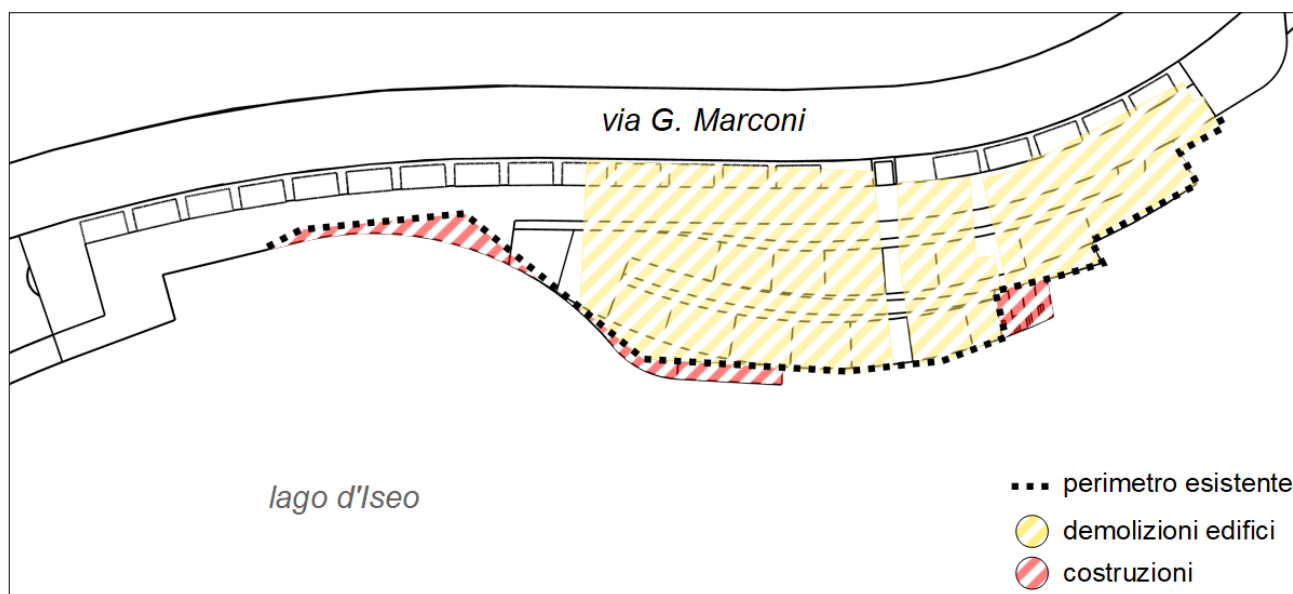 via G. Marconi
lago d'Iseo
perimetro esistente
demolizioni edifici
costruzioni